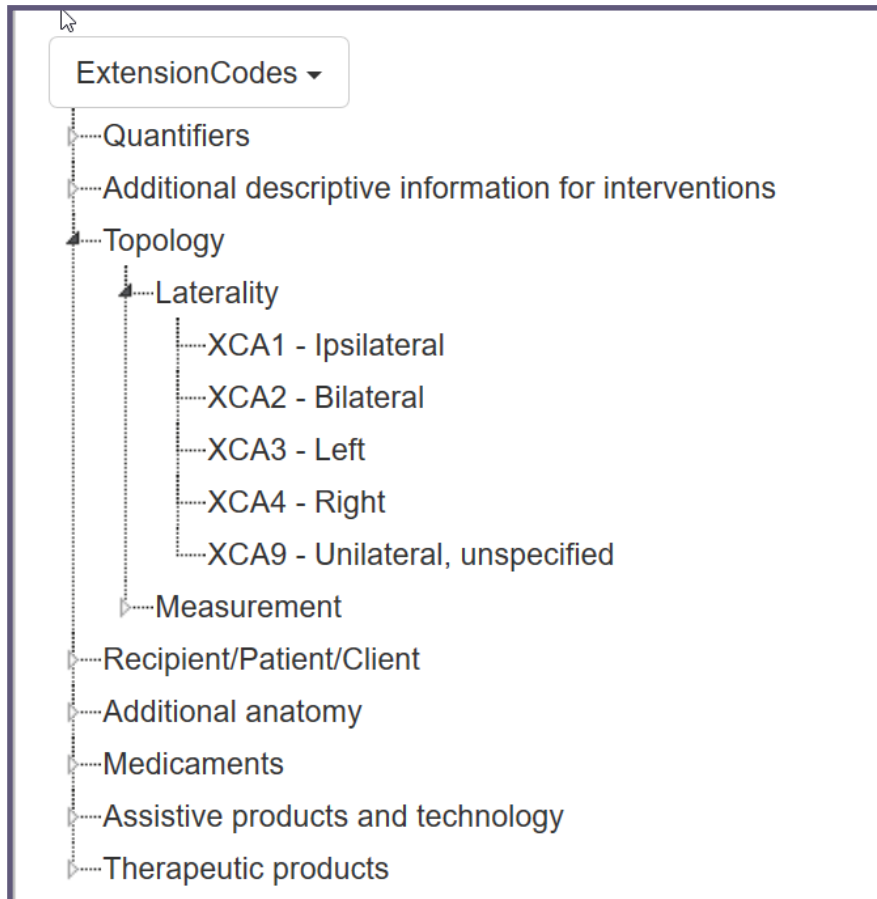 ExtensionCodes
Quantifiers
Additional descriptive information for interventions
Topology
Laterality
XCA1 - Ipsilateral
XCA2 - Bilateral
XCA3 - Left
XCA4 - Right
XCA9 - Unilateral, unspecified
Measurement
Recipient/Patient/Client
Additional anatomy
Medicaments
Assistive products and technology
Therapeutic products